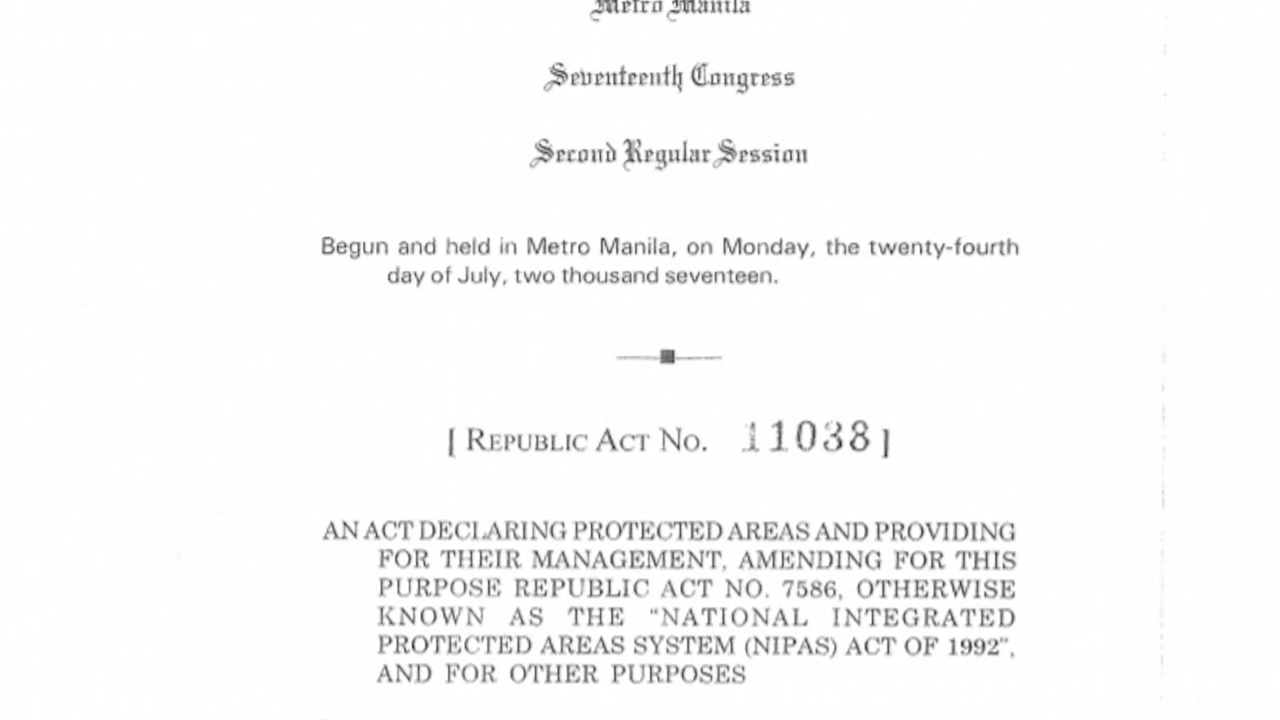 Metro Manila
Seventeenth Congress
Second Regular Session
Begun and held in Metro Manila, on Monday, the twenty-fourth
day of July, two thousand seventeen.
[ REPUBLIC ACT NO. 11038 ]
AN ACT DECLARING PROTECTED AREAS AND PROVIDING
FOR THEIR MANAGEMENT, AMENDING FOR THIS
PURPOSE REPUBLIC ACT NO. 7586, OTHERWISE
KNOWN AS THE "NATIONAL INTEGRATED
PROTECTED AREAS SYSTEM (NIPAS) ACT OF 1992",
AND FOR OTHER PURPOSES